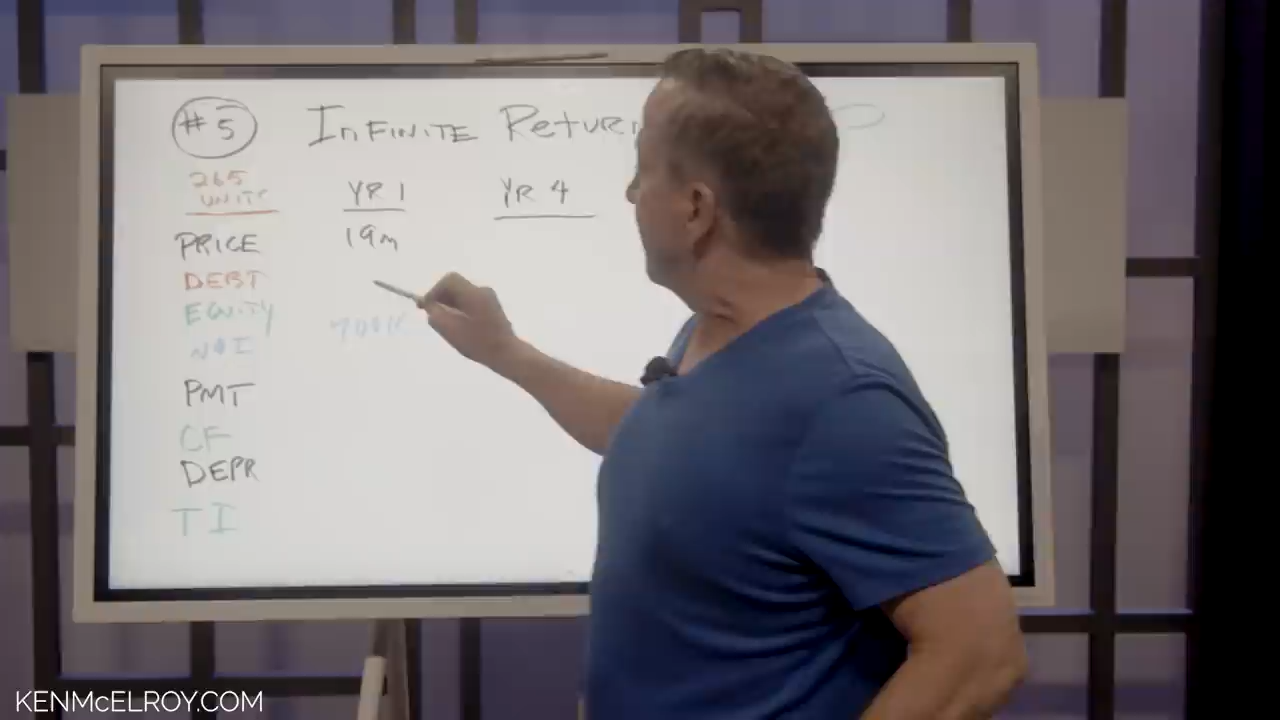 #5 INFINITE Return
265
UNITS
YR 1 YR 4
PRICE 19m
DEBT
EQUITY
700K
NOI
PMT
CF
DEPR
TI
KENMCELROY.COM